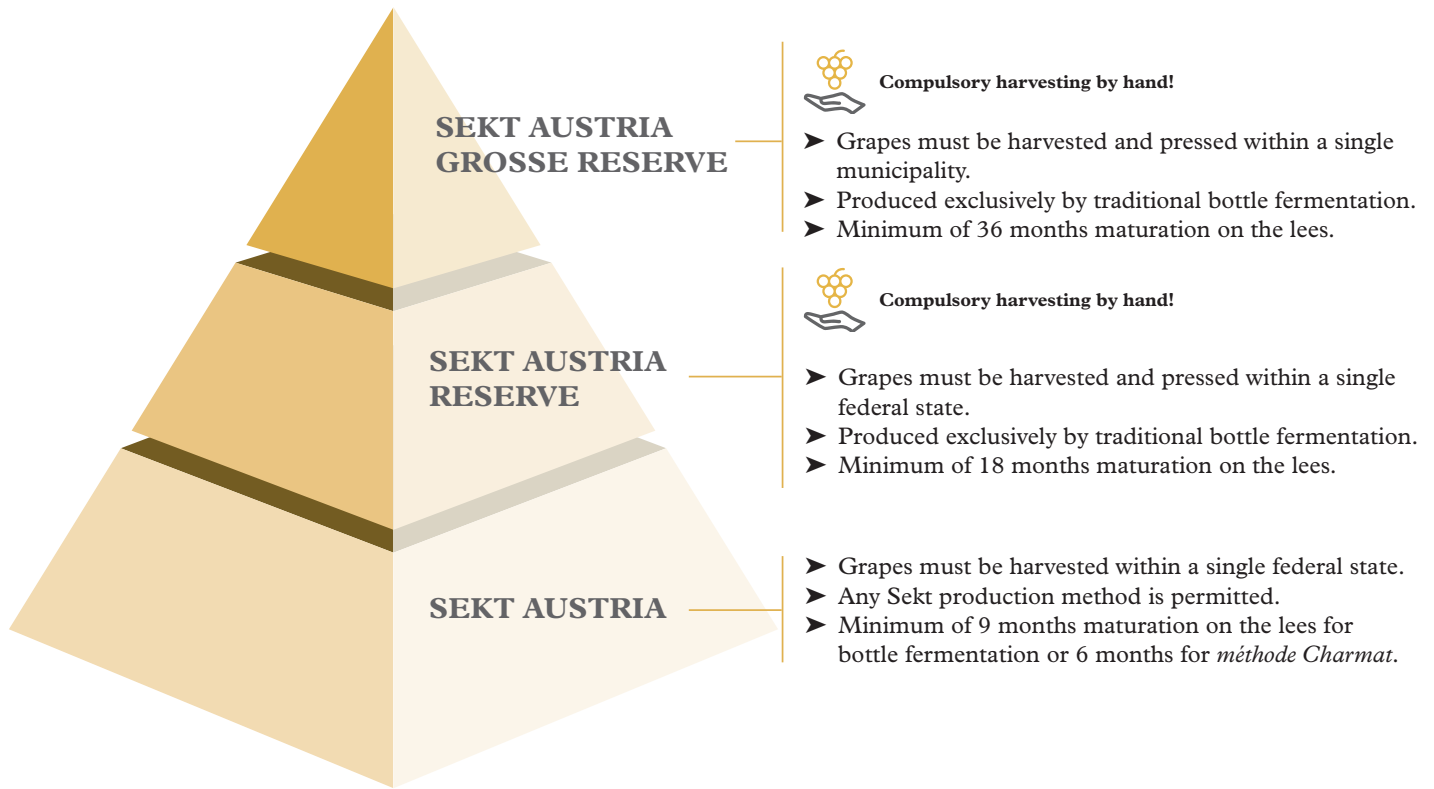 Compulsory harvesting by hand!
SEKT AUSTRIA
GROSSE RESERVE
➤ Grapes must be harvested and pressed within a single
municipality.
➤ Produced exclusively by traditional bottle fermentation.
➤ Minimum of 36 months maturation on the lees.
Compulsory harvesting by hand!
SEKT AUSTRIA
RESERVE
➤ Grapes must be harvested and pressed within a single
federal state.
➤ Produced exclusively by traditional bottle fermentation.
➤ Minimum of 18 months maturation on the lees.
SEKT AUSTRIA
➤ Grapes must be harvested within a single federal state.
➤ Any Sekt production method is permitted.
➤ Minimum of 9 months maturation on the lees for
bottle fermentation or 6 months for méthode Charmat.